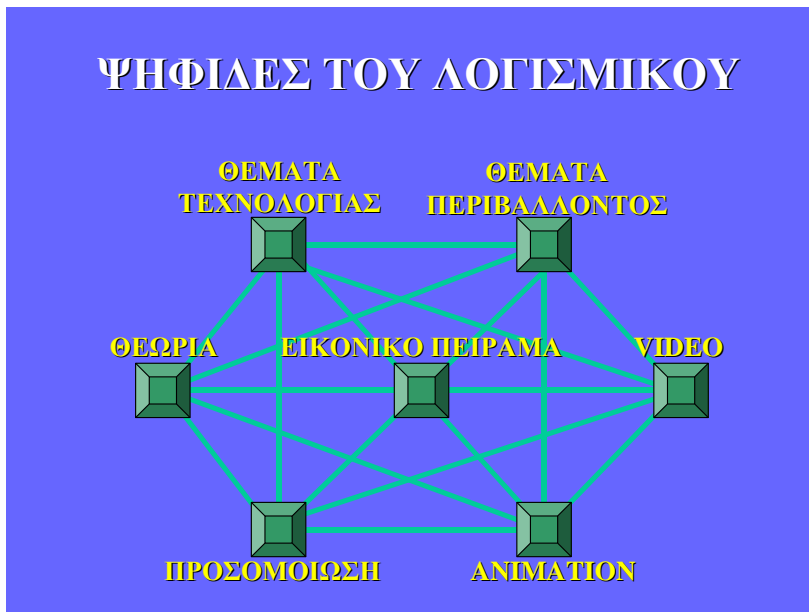 ΨΗΦΙΔΕΣ ΤΟΥ ΛΟΓΙΣΜΙΚΟΥ
ΘΕΜΑΤΑ
ΤΕΧΝΟΛΟΓΙΑΣ
ΘΕΜΑΤΑ
ΠΕΡΙΒΑΛΛΟΝΤΟΣ
ΘΕΩΡΙΑ
ΕΙΚΟΝΙΚΟ ΠΕΙΡΑΜΑ
VIDEO
ΠΡΟΣΟΜΟΙΩΣΗ
ANIMATION